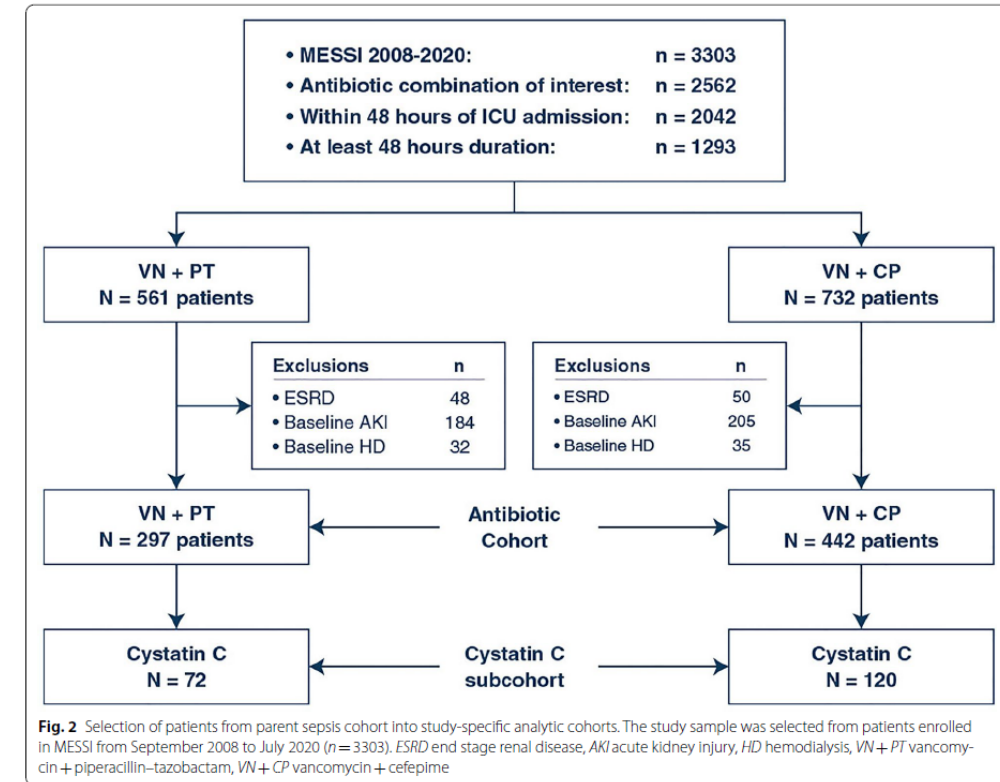 • MESSI 2008-2020: n = 3303
• Antibiotic combination of interest: n = 2562
• Within 48 hours of ICU admission: n = 2042
• At least 48 hours duration: n = 1293
VN + PT
N = 561 patients
VN + CP
N = 732 patients
Exclusions n
• ESRD 48
• Baseline AKI 184
• Baseline HD 32
Exclusions n
• ESRD 50
• Baseline AKI 205
• Baseline HD 35
VN + PT
N = 297 patients
Antibiotic
Cohort
VN + CP
N = 442 patients
Cystatin C
N = 72
Cystatin C
subcohort
Cystatin C
N = 120
Fig. 2 Selection of patients from parent sepsis cohort into study-specific analytic cohorts. The study sample was selected from patients enrolled
in MESSI from September 2008 to July 2020 (n = 3303). ESRD end stage renal disease, AKI acute kidney injury, HD hemodialysis, VN + PT vancomy-
cin + piperacillin–tazobactam, VN + CP vancomycin + cefepime